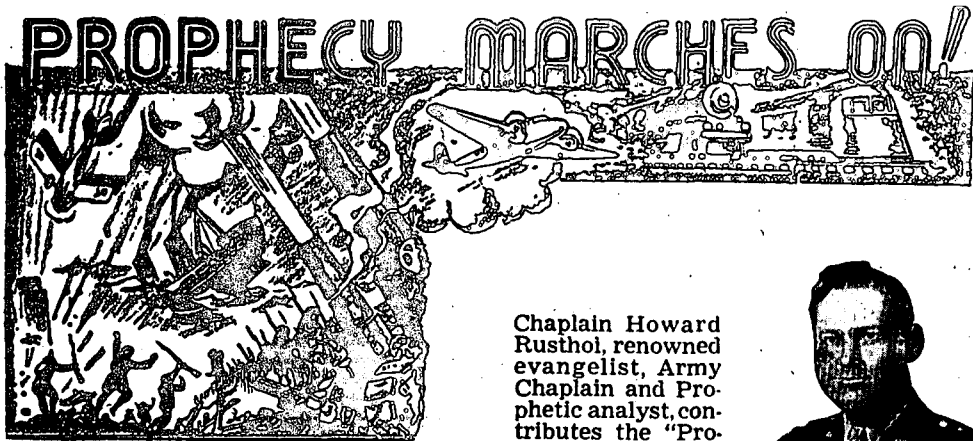 PROPHECY MARCHES ON!
Chaplain Howard
Rusthoi, renowned
evangelist, Army
Chaplain and Pro-
phetic analyst, con-
tributes the "Pro-